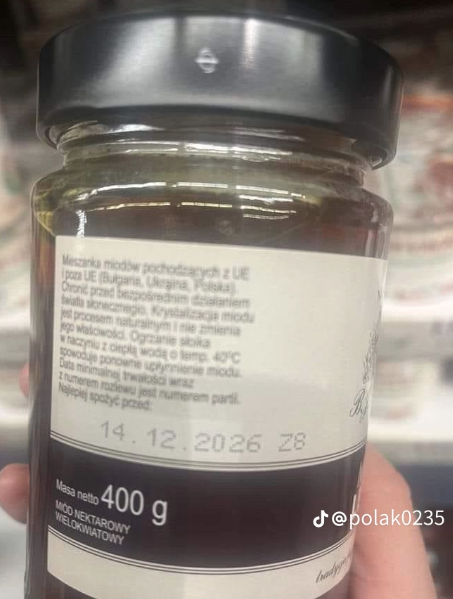 Mieszanka miodów pochodzących z UE
i poza UE (Bułgaria, Ukraina, Polska).
Chronić przed bezpośrednim działaniem
światła słonecznego. Krystalizacja miodu
jest procesem naturalnym i nie zmienia
jego właściwości. Ogrzanie słoika
w naczyniu z ciepłą wodą o temp. 40°C
spowoduje ponowne upłynnienie miodu.
Data minimalnej trwałości wraz
z numerem rozlewu jest numerem partii.
Najlepiej spożyć przed:
14.12.2026 Z8
Masa netto 400 g
MIÓD NEKTAROWY
WIELOKWIATOWY
@polak0235